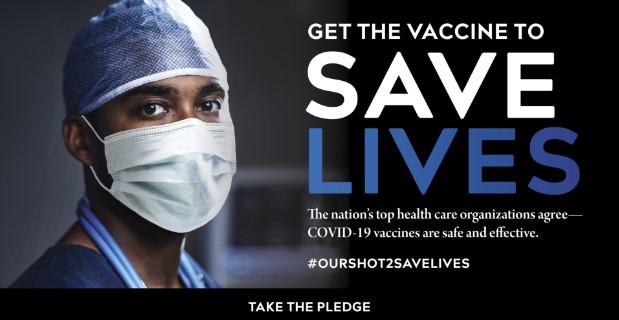 GET THE VACCINE TO
SAVE
LIVES
The nation's top health care organizations agree—
COVID-19 vaccines are safe and effective.
#OURSHOT2SAVELIVES
TAKE THE PLEDGE